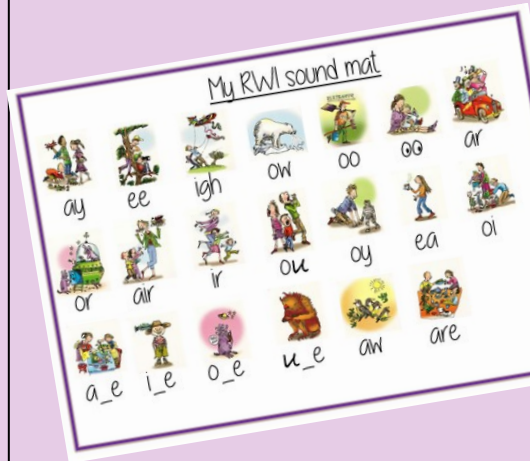 My RWI sound mat
ay ee igh ow oo oo ar
or air ir ou oy ea oi
a_e i_e o_e u_e aw are